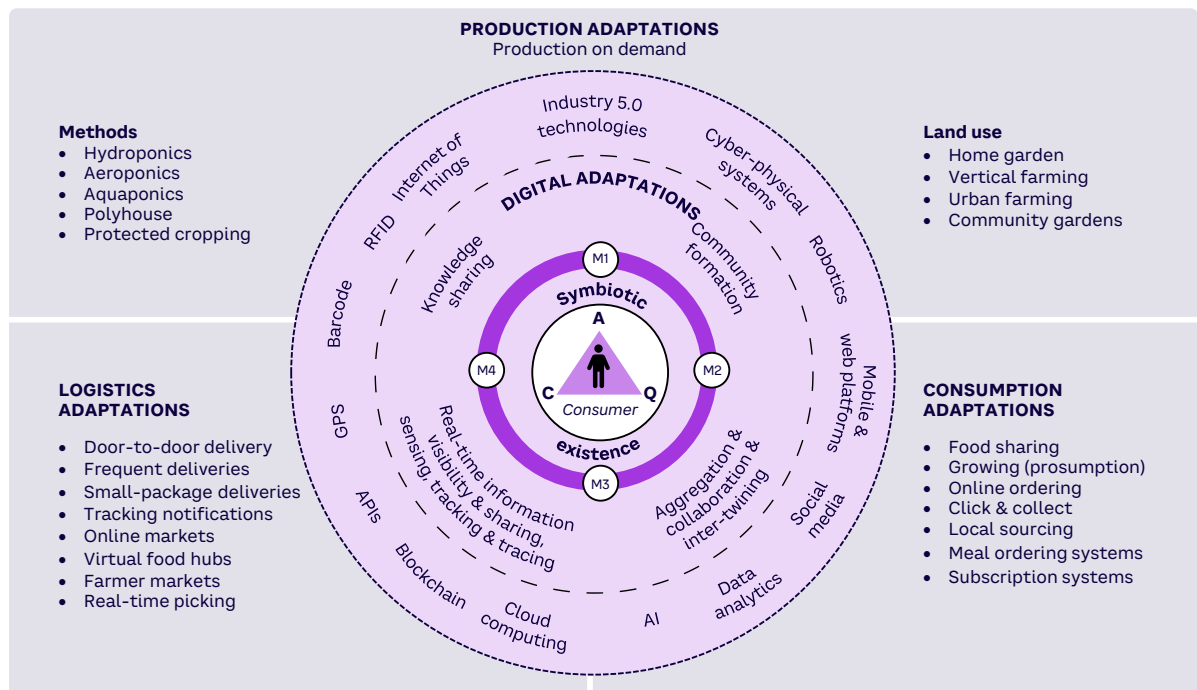 PRODUCTION ADAPTATIONS
Production on demand
Methods
• Hydroponics
• Aeroponics
• Aquaponics
• Polyhouse
• Protected cropping
Land use
• Home garden
• Vertical farming
• Urban farming
• Community gardens
LOGISTICS
ADAPTATIONS
• Door-to-door delivery
• Frequent deliveries
• Small-package deliveries
• Tracking notifications
• Online markets
• Virtual food hubs
• Farmer markets
• Real-time picking
CONSUMPTION
ADAPTATIONS
• Food sharing
• Growing (prosumption)
• Online ordering
• Click & collect
• Local sourcing
• Meal ordering systems
• Subscription systems
Industry 5.0
technologies
Cyber-physical
systems
Robotics
Mobile &
web platforms
Social
media
Data
analytics
AI
Cloud
computing
Blockchain
APIs
GPS
Barcode
RFID
Internet of
Things
DIGITAL ADAPTATIONS
Community
formation
Aggregation &
collaboration &
inter-twining
Real-time information
visibility & sharing,
sensing, tracking & tracing
Knowledge
sharing
M1
M2
M3
M4
Symbiotic
A
C
Q
Consumer
existence